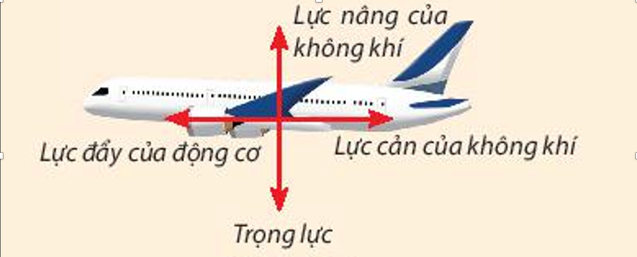 Lực nâng của
không khí
Lực đẩy của động cơ
Lực cản của không khí
Trọng lực